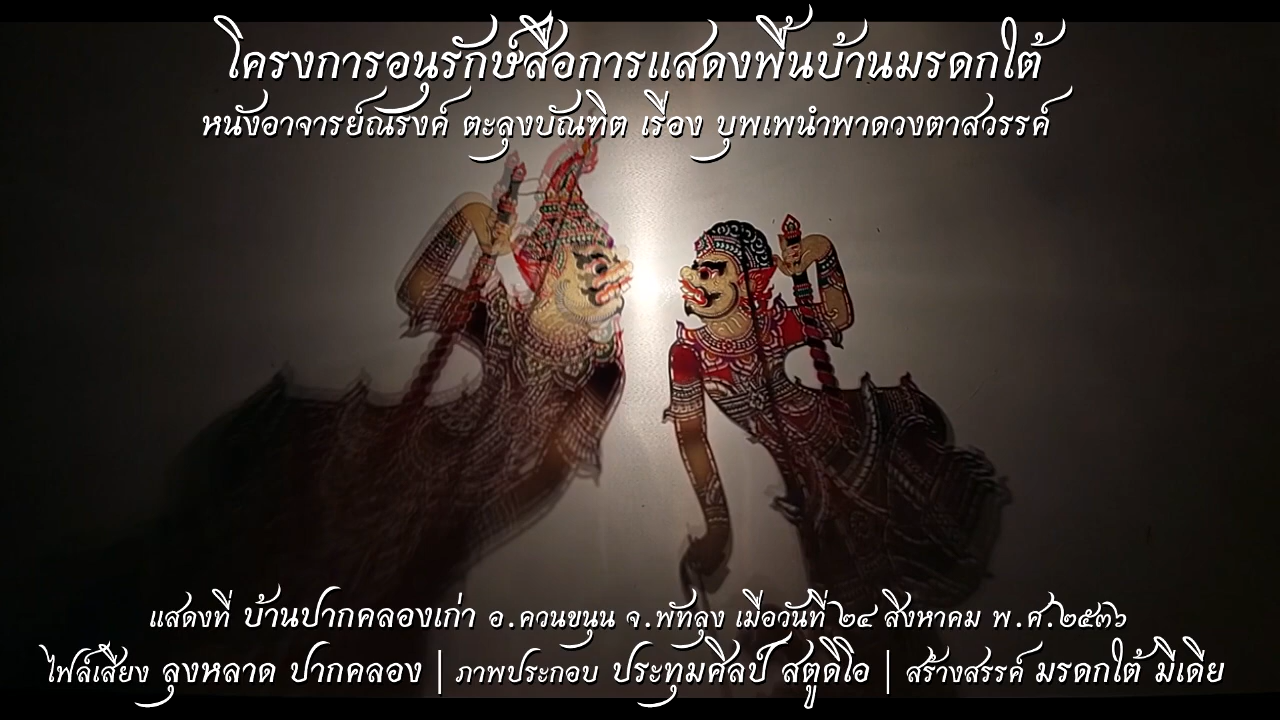 โครงการอนุรักษ์สื่อการแสดงพื้นบ้านมรดกใต้
หนังอาจารย์ณรงค์ ตะลุงบัณฑิต เรื่อง บุพเพนำพาดวงตาสวรรค์
แสดงที่ บ้านปากคลองเก่า อ.ควนขนุน จ.พัทลุง เมื่อวันที่ ๒๔ สิงหาคม พ.ศ.๒๕๓๖
ไฟล์เสียง ลุงหลาด ปากคลอง | ภาพประกอบ ประทุมศิลป์ สตูดิโอ | สร้างสรรค์ มรดกใต้ มีเดีย